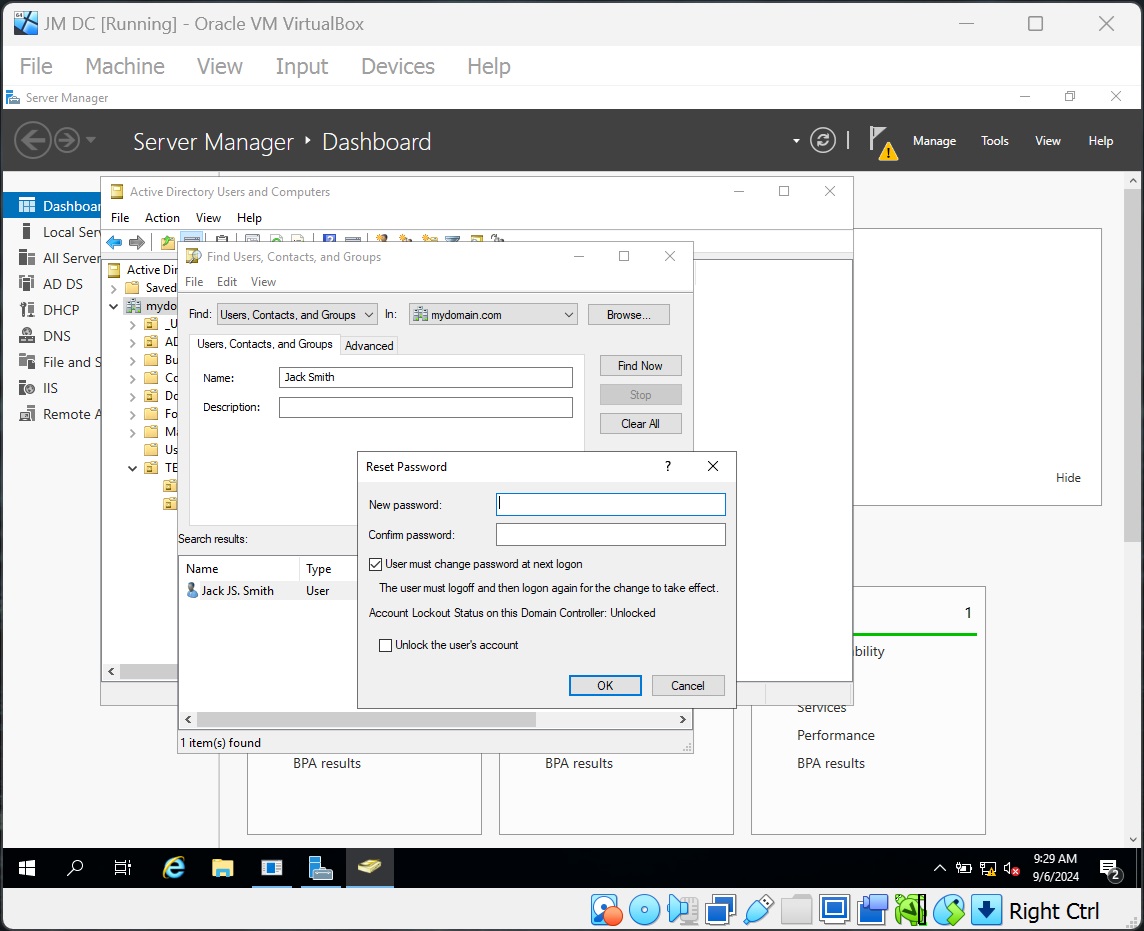 JM DC [Running] - Oracle VM VirtualBox
File Machine View Input Devices Help
Server Manager
Server Manager Dashboard
Manage Tools View Help
Dashboar
Local Serv
All Server
AD DS
DHCP
DNS
File and S
IIS
Remote A
Active Directory Users and Computers
File Action View Help
Active Dir
Saved
mydo
_U
AD
Bu
Co
Do
Fo
Ma
Us
TE
Find Users, Contacts, and Groups
File Edit View
Find: Users, Contacts, and Groups In: mydomain.com Browse...
Users, Contacts, and Groups Advanced
Name: Jack Smith
Description:
Find Now
Stop
Clear All
Search results:
Name Type
Jack JS. Smith User
1 item(s) found
Reset Password ?
New password:
Confirm password:
User must change password at next logon
The user must logoff and then logon again for the change to take effect.
Account Lockout Status on this Domain Controller: Unlocked
Unlock the user's account
OK Cancel
Hide
1
bility
Services
Performance
BPA results
BPA results
BPA results
9:29 AM
9/6/2024
2
Right Ctrl